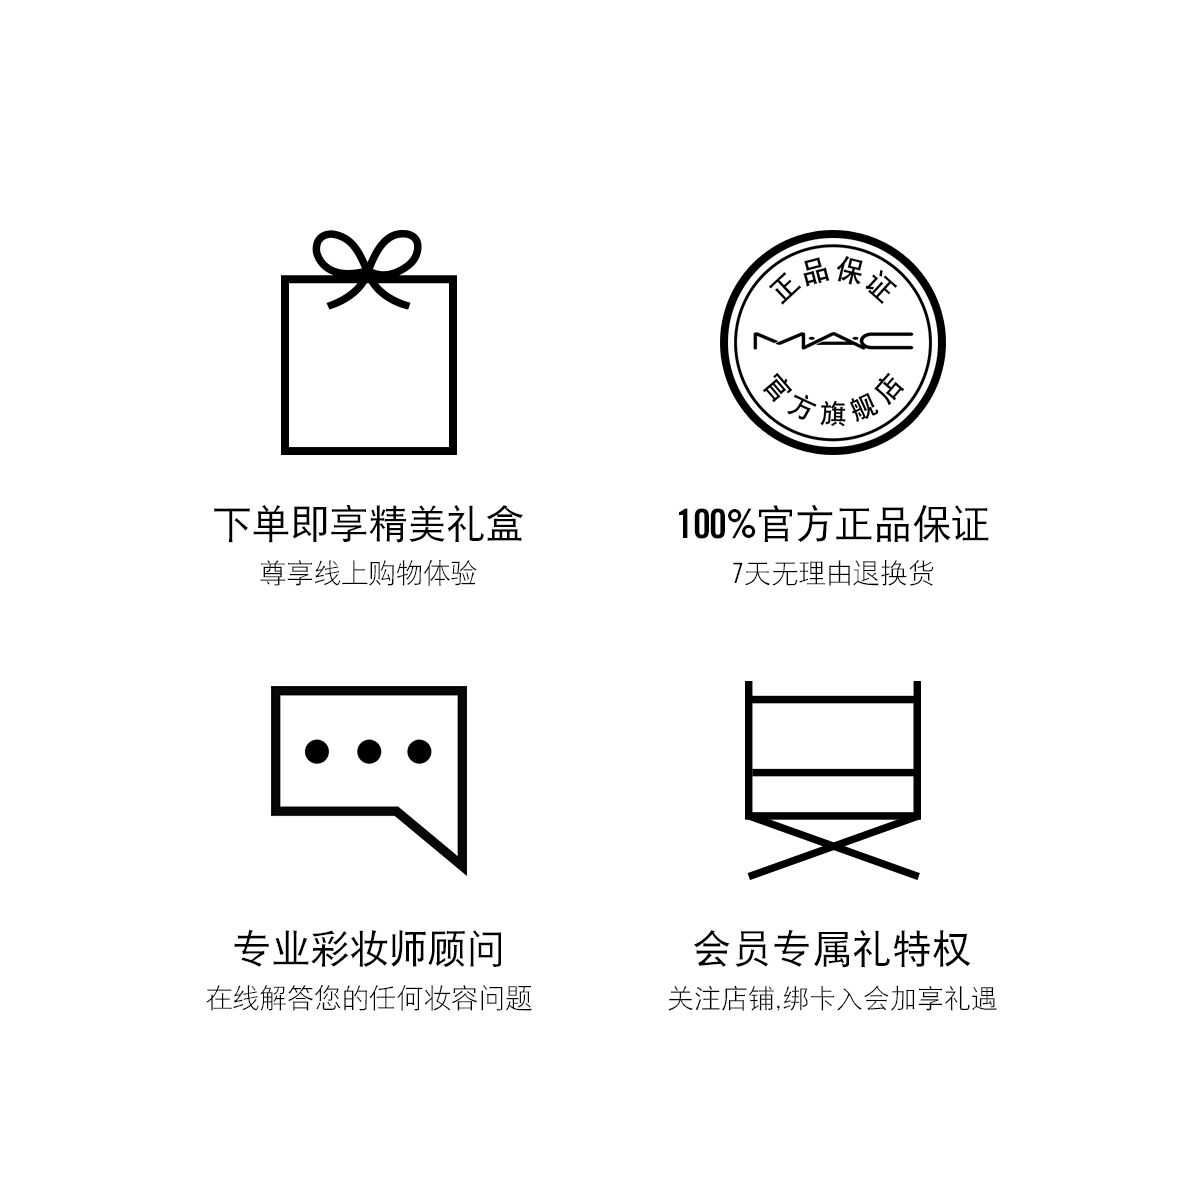 正品保证
MAC
官方旗舰店
下单即享精美礼盒
尊享线上购物体验
100%官方正品保证
7天无理由退换货
专业彩妆师顾问
在线解答您的任何妆容问题
会员专属礼特权
关注店铺,绑卡入会加享礼遇